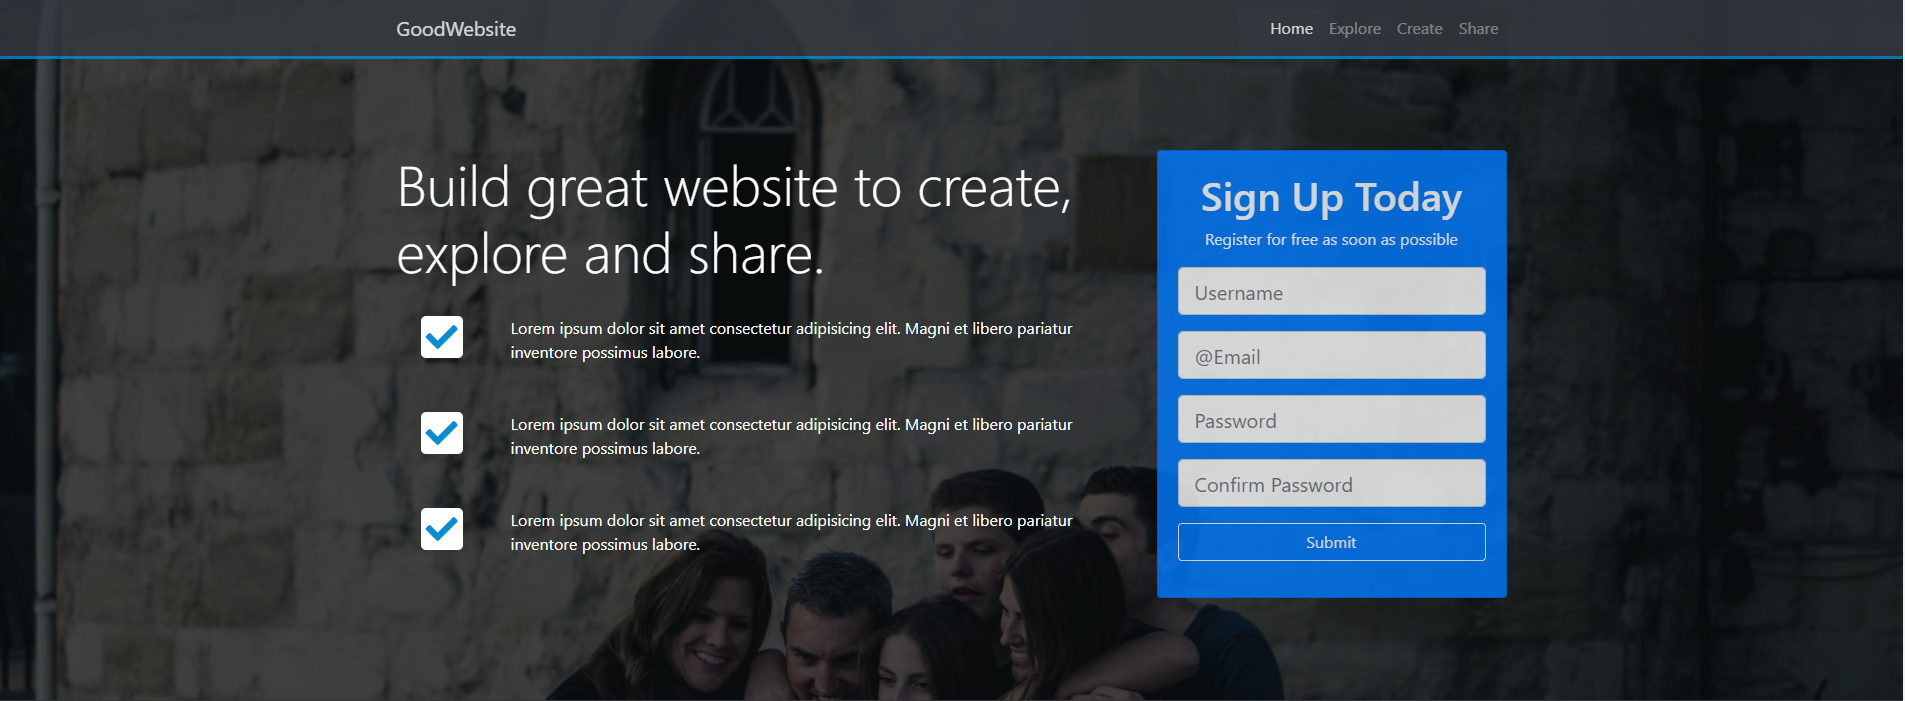 GoodWebsite
Home Explore Create Share
Build great website to create,
explore and share.
Lorem ipsum dolor sit amet consectetur adipisicing elit. Magni et libero pariatur
inventore possimus labore.
Lorem ipsum dolor sit amet consectetur adipisicing elit. Magni et libero pariatur
inventore possimus labore.
Lorem ipsum dolor sit amet consectetur adipisicing elit. Magni et libero pariatur
inventore possimus labore.
Sign Up Today
Register for free as soon as possible
Username
@Email
Password
Confirm Password
Submit